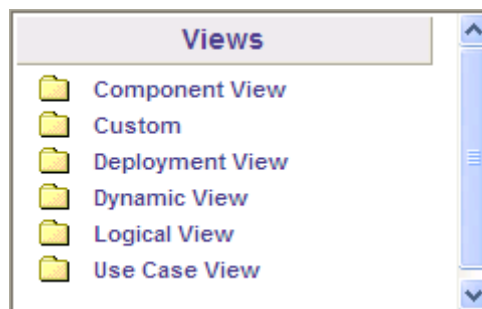 Views
Component View
Custom
Deployment View
Dynamic View
Logical View
Use Case View